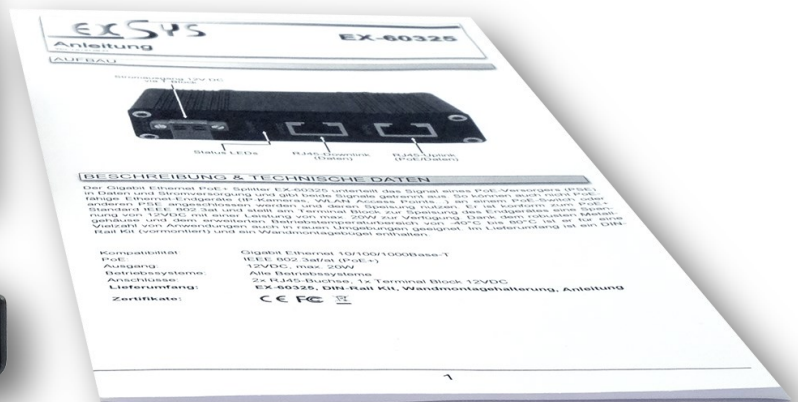 EXSYS
Anleitung
EX-60325
AUFBAU
Stromausgang 12V DC
via T-Block
Status LEDs
RJ45-Downlink
(Daten)
RJ45-Uplink
(PoE/Daten)
BESCHREIBUNG & TECHNISCHE DATEN
Der Gigabit Ethernet PoE+ Splitter EX-60325 unterteilt das Signal eines PoE-Versorgers (PSE)
in Daten und Stromversorgung und gibt beide Signale getrennt aus. So können auch nicht PoE-
fähige Ethernet-Endgeräte (IP-Kameras, WLAN Access Points...) an einem PoE-Switch oder
anderen PSE angeschlossen werden und deren Speisung nutzen. Er ist konform zum PoE+
Standard IEEE 802.3at und stellt am Terminal Block zur Speisung des Endgerätes eine Span-
nung von 12VDC mit einer Leistung von max. 20W zur Verfügung. Dank dem robusten Metall-
gehäuse und dem erweiterten Betriebstemperaturbereich von -40°C bis 80°C ist er für eine
Vielzahl von Anwendungen auch in rauen Umgebungen geeignet. Im Lieferumfang ist ein DIN-
Rail Kit (vormontiert) und ein Wandmontagebügel enthalten.
Kompatibilität: Gigabit Ethernet 10/100/1000Base-T
PoE: IEEE 802.3af/at (PoE+)
Ausgang: 12VDC, max. 20W
Betriebssysteme: Alle Betriebssysteme
Anschlüsse: 2x RJ45-Buchse, 1x Terminal Block 12VDC
Lieferumfang: EX-60325, DIN-Rail Kit, Wandmontagehalterung, Anleitung
Zertifikate: CE FC
1